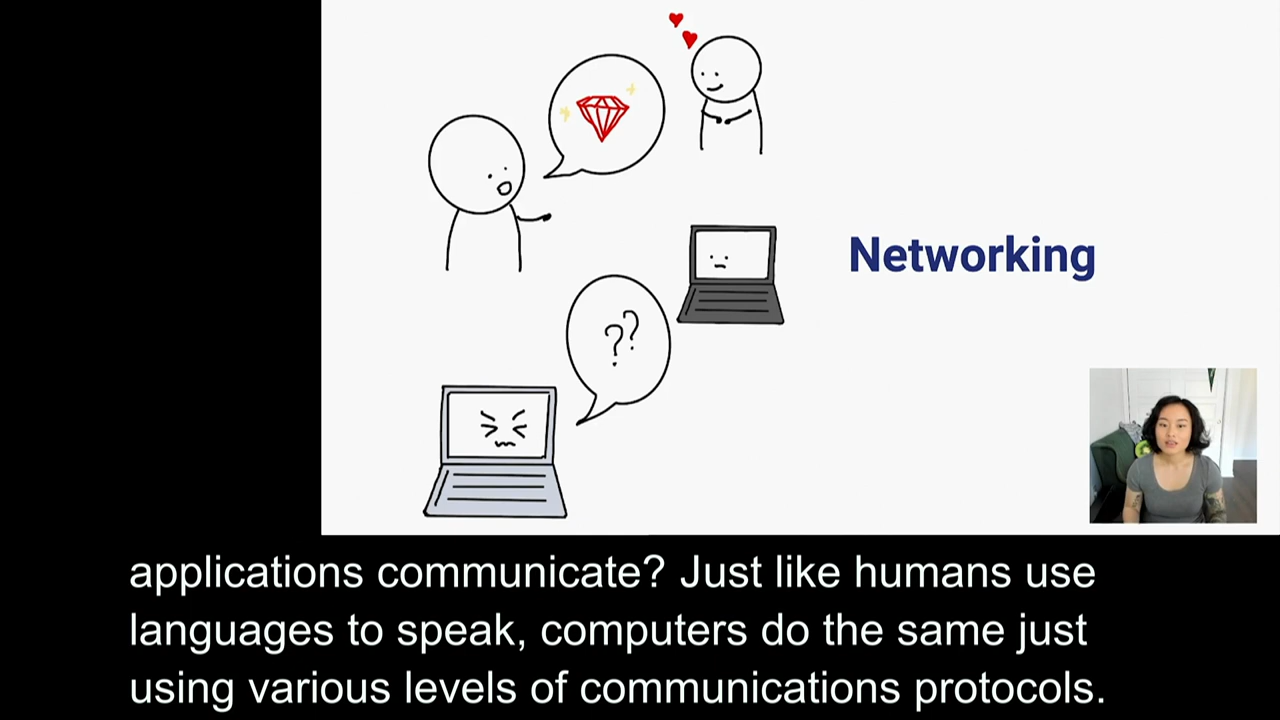 ??
Networking
applications communicate? Just like humans use
languages to speak, computers do the same just
using various levels of communications protocols.